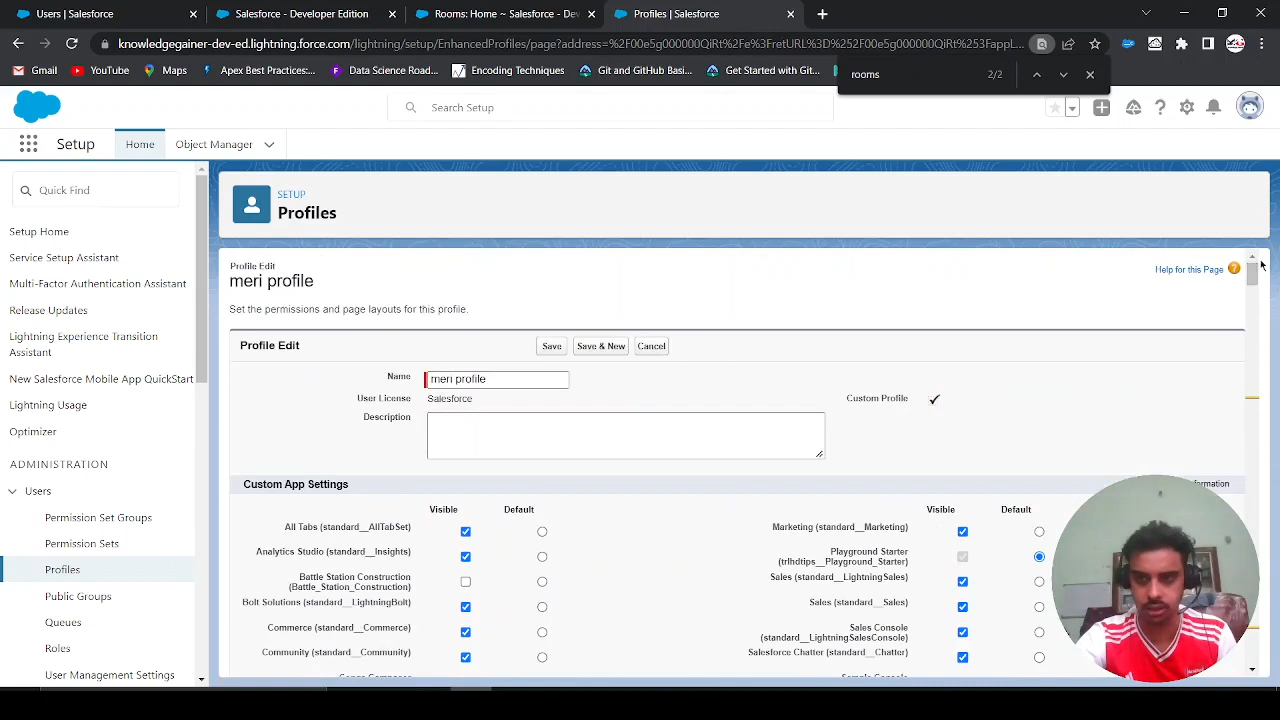 Users | Salesforce
Salesforce - Developer Edition
Rooms: Home ~ Salesforce - Dev
Profiles | Salesforce
knowledgegainer-dev-ed.lightning.force.com/lightning/setup/EnhancedProfiles/page?address=%2F00e5g000000QiRt%2Fe%3FretURL%3D%252F00e5g000000QiRt%253FappL...
Gmail
YouTube
Maps
Apex Best Practices:...
Data Science Road...
Encoding Techniques
Git and GitHub Basi...
Get Started with Git...
rooms 2/2
Search Setup
Setup
Home
Object Manager
Quick Find
Setup Home
Service Setup Assistant
Multi-Factor Authentication Assistant
Release Updates
Lightning Experience Transition
Assistant
New Salesforce Mobile App QuickStart
Lightning Usage
Optimizer
ADMINISTRATION
Users
Permission Set Groups
Permission Sets
Profiles
Public Groups
Queues
Roles
User Management Settings
SETUP
Profiles
Profile Edit
meri profile
Help for this Page
Set the permissions and page layouts for this profile.
Profile Edit
Save
Save & New
Cancel
Name
meri profile
User License
Salesforce
Custom Profile
Description
Custom App Settings
Visible Default Visible Default
All Tabs (standard__AllTabSet)
Marketing (standard__Marketing)
Analytics Studio (standard__Insights)
Playground Starter
(trlhdtips__Playground_Starter)
Battle Station Construction
(Battle_Station_Construction)
Sales (standard__LightningSales)
Bolt Solutions (standard__LightningBolt)
Sales (standard__Sales)
Commerce (standard__Commerce)
Sales Console
(standard__LightningSalesConsole)
Community (standard__Community)
Salesforce Chatter (standard__Chatter)